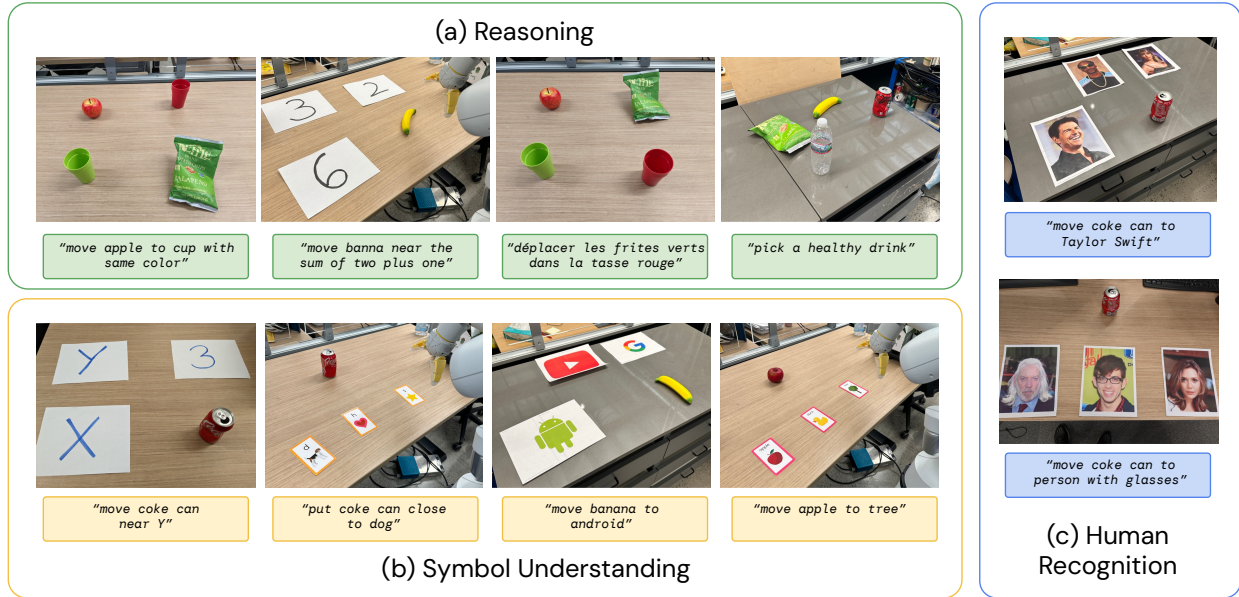 (a) Reasoning
3
2
6
"move apple to cup with
same color"
"move banna near the
sum of two plus one"
"déplacer les frites verts
dans la tasse rouge"
"pick a healthy drink"
Y
3
X
"move coke can
near Y"
"put coke can close
to dog"
"move banana to
android"
"move apple to tree"
(b) Symbol Understanding
"move coke can to
Taylor Swift"
"move coke can to
person with glasses"
(c) Human
Recognition